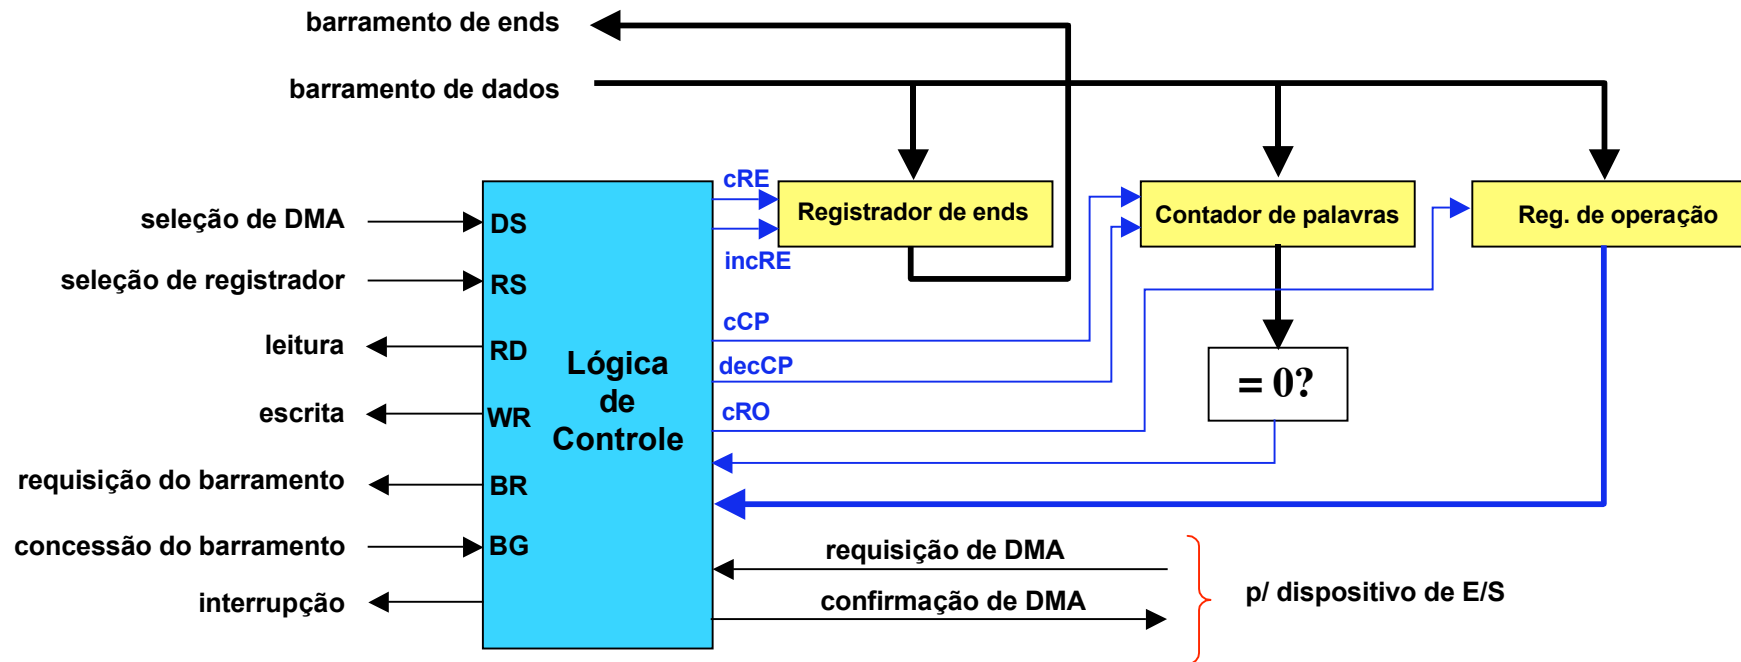 barramento de ends
barramento de dados
cRE
Registrador de ends
Contador de palavras
Reg. de operação
seleção de DMA
DS
incRE
seleção de registrador
RS
cCP
leitura
RD
Lógica
de
Controle
decCP
= 0?
escrita
WR
cRO
requisição do barramento
BR
concessão do barramento
BG
requisição de DMA
interrupção
confirmação de DMA
p/ dispositivo de E/S